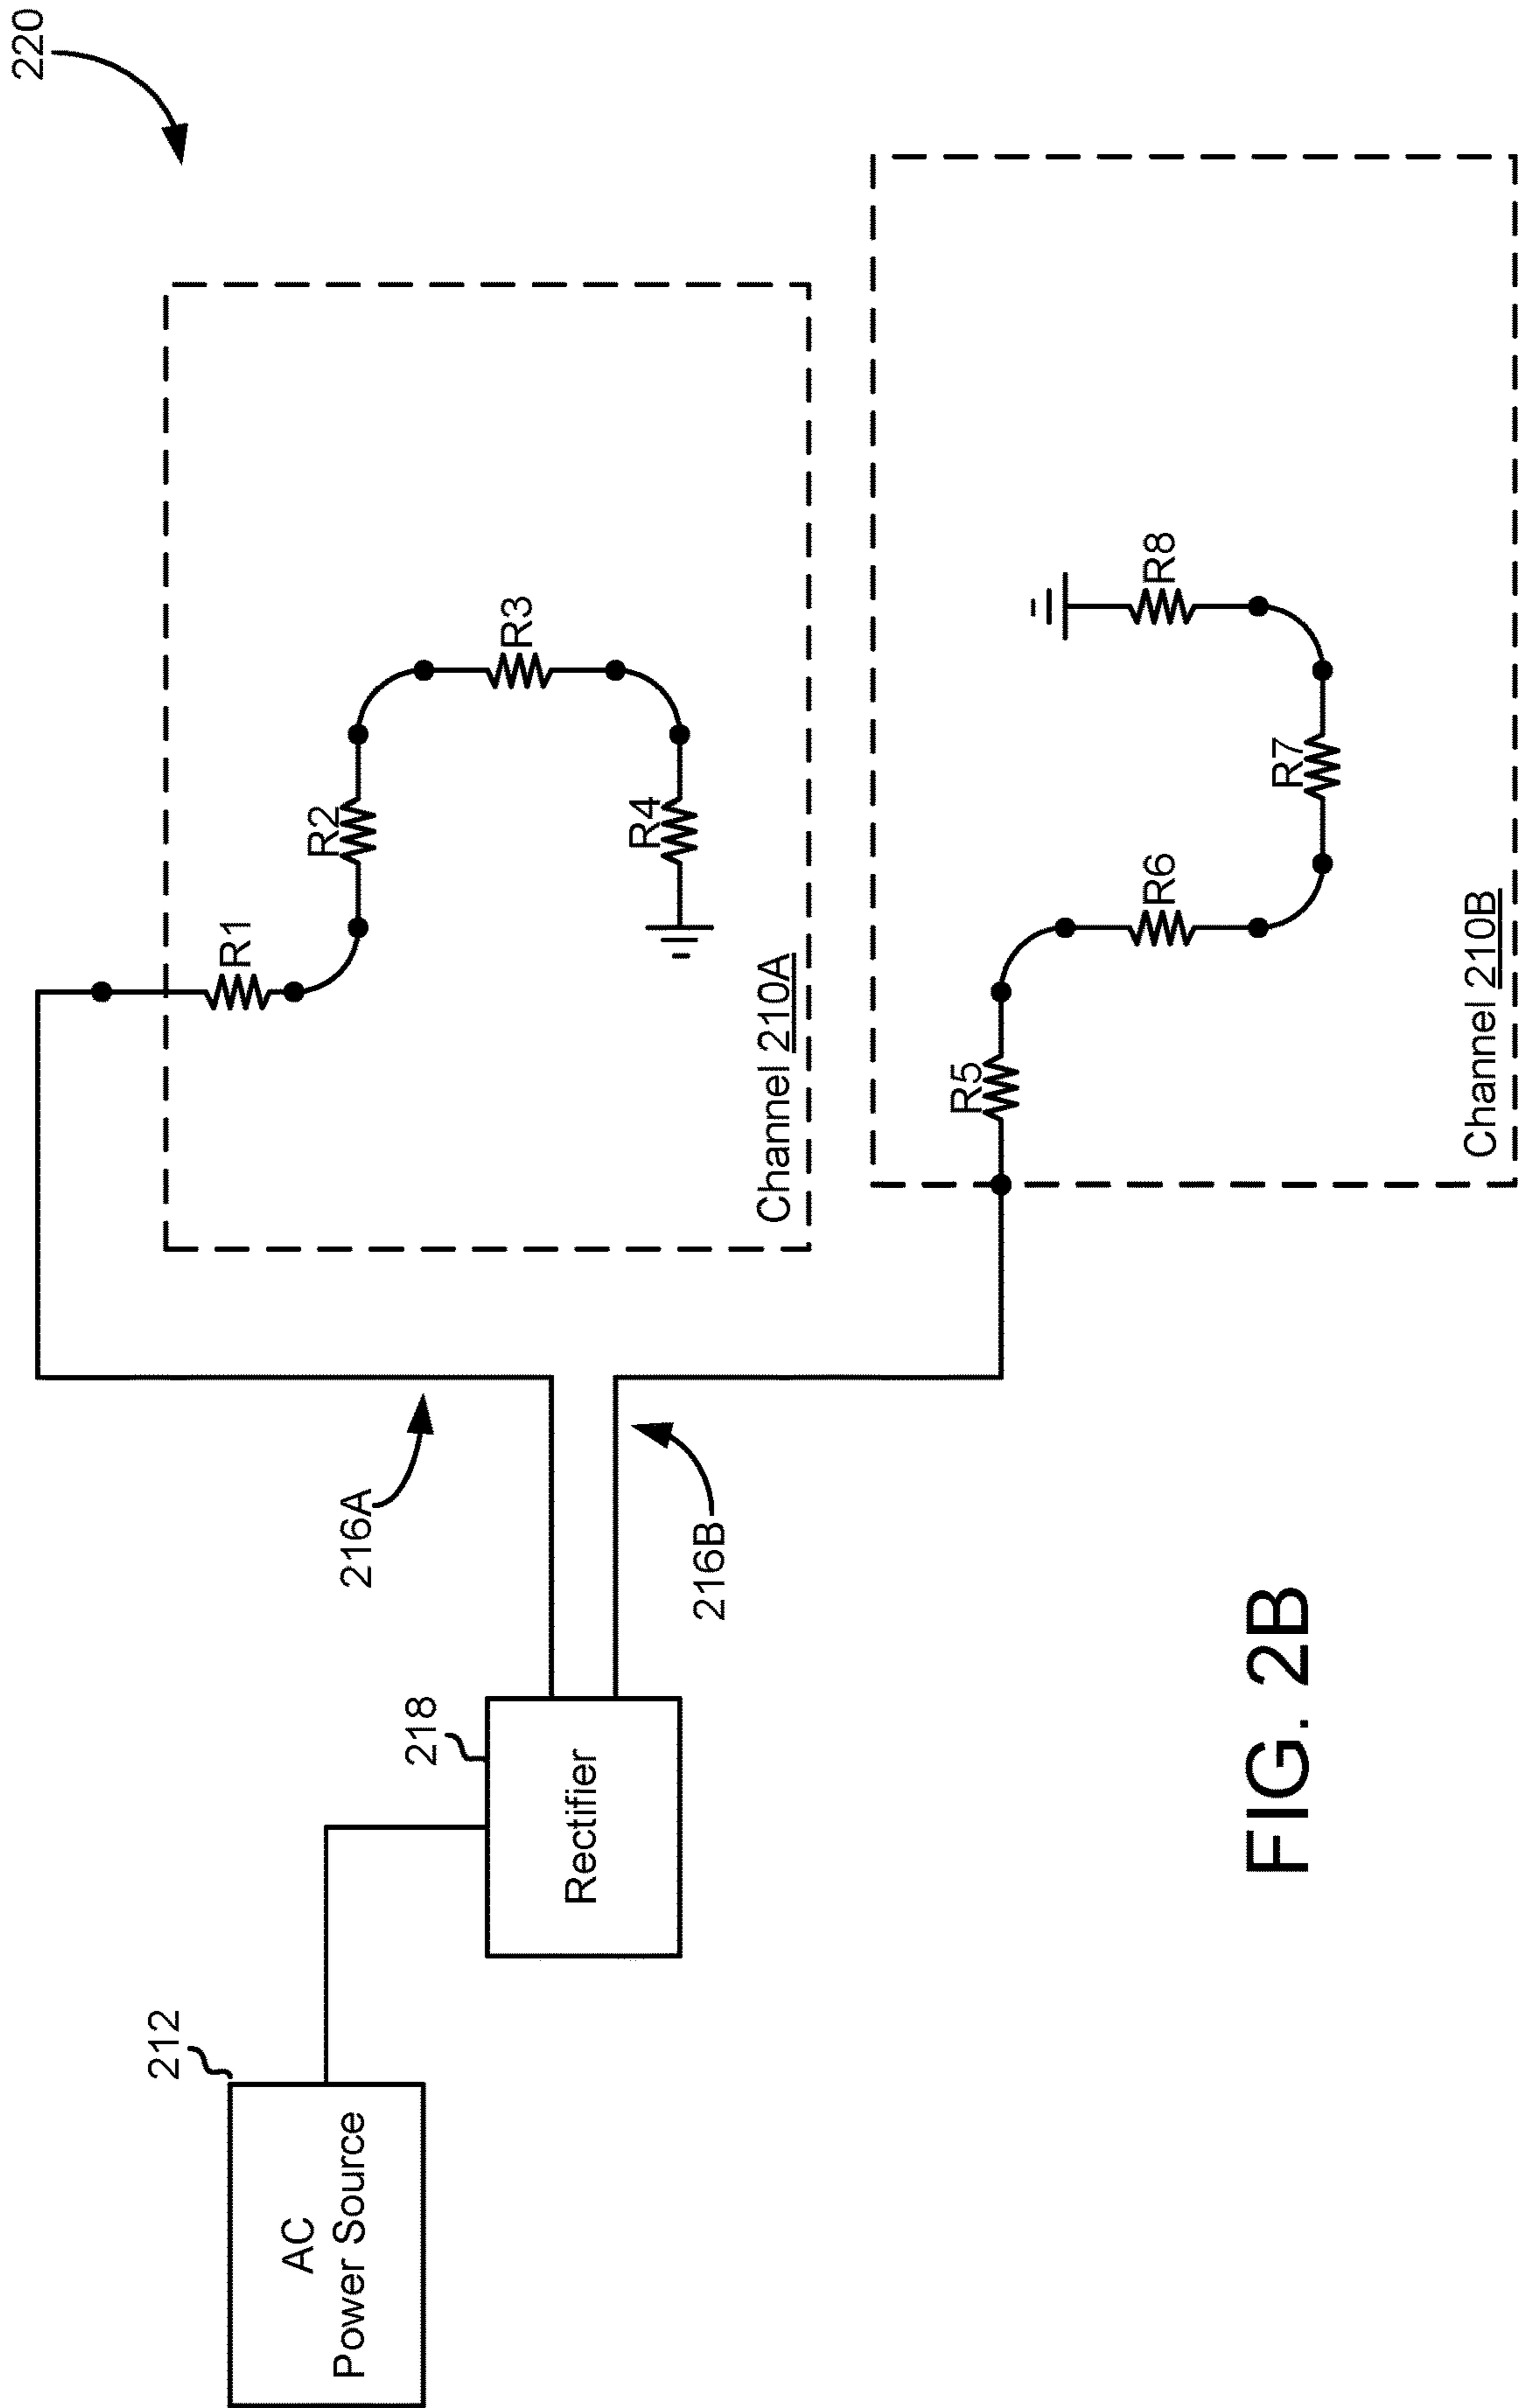 220
R1
R2
R3
R4
Channel 210A
216A
216B
218
Rectifier
212
AC
Power Source
R5
R6
R7
R8
Channel 210B
FIG. 2B